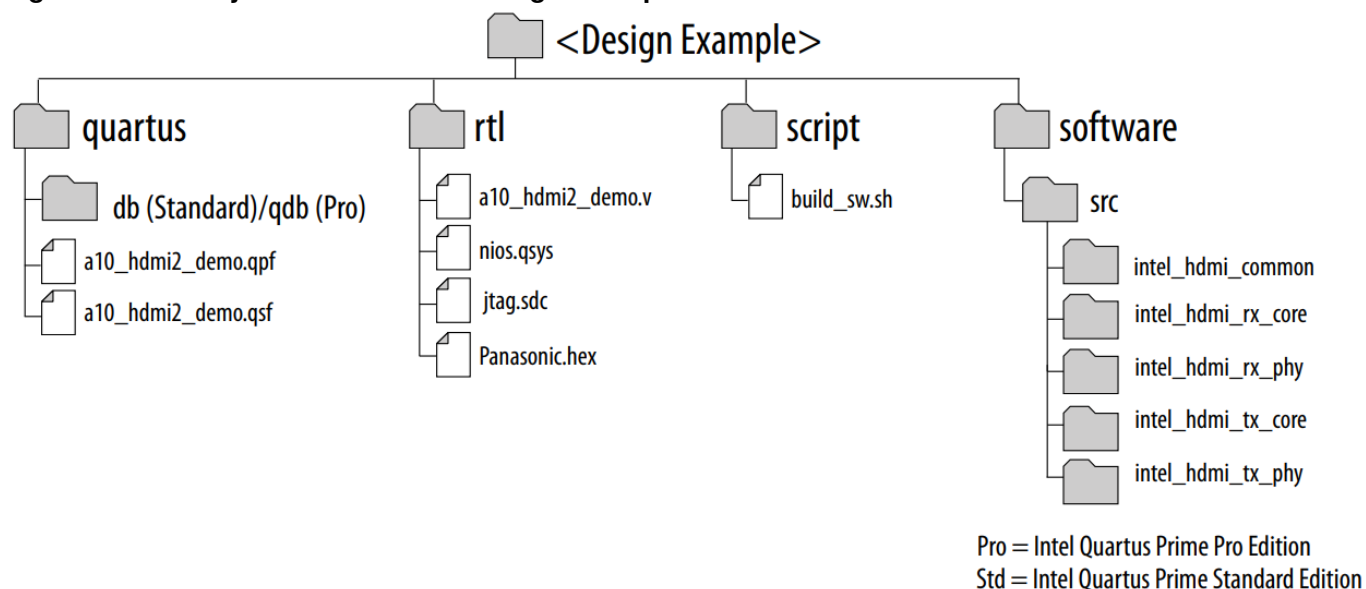 <Design Example>
quartus
db (Standard)/qdb (Pro)
a10_hdmi2_demo.qpf
a10_hdmi2_demo.qsf
rtl
a10_hdmi2_demo.v
nios.qsys
jtag.sdc
Panasonic.hex
script
build_sw.sh
software
src
intel_hdmi_common
intel_hdmi_rx_core
intel_hdmi_rx_phy
intel_hdmi_tx_core
intel_hdmi_tx_phy
Pro = Intel Quartus Prime Pro Edition
Std = Intel Quartus Prime Standard Edition